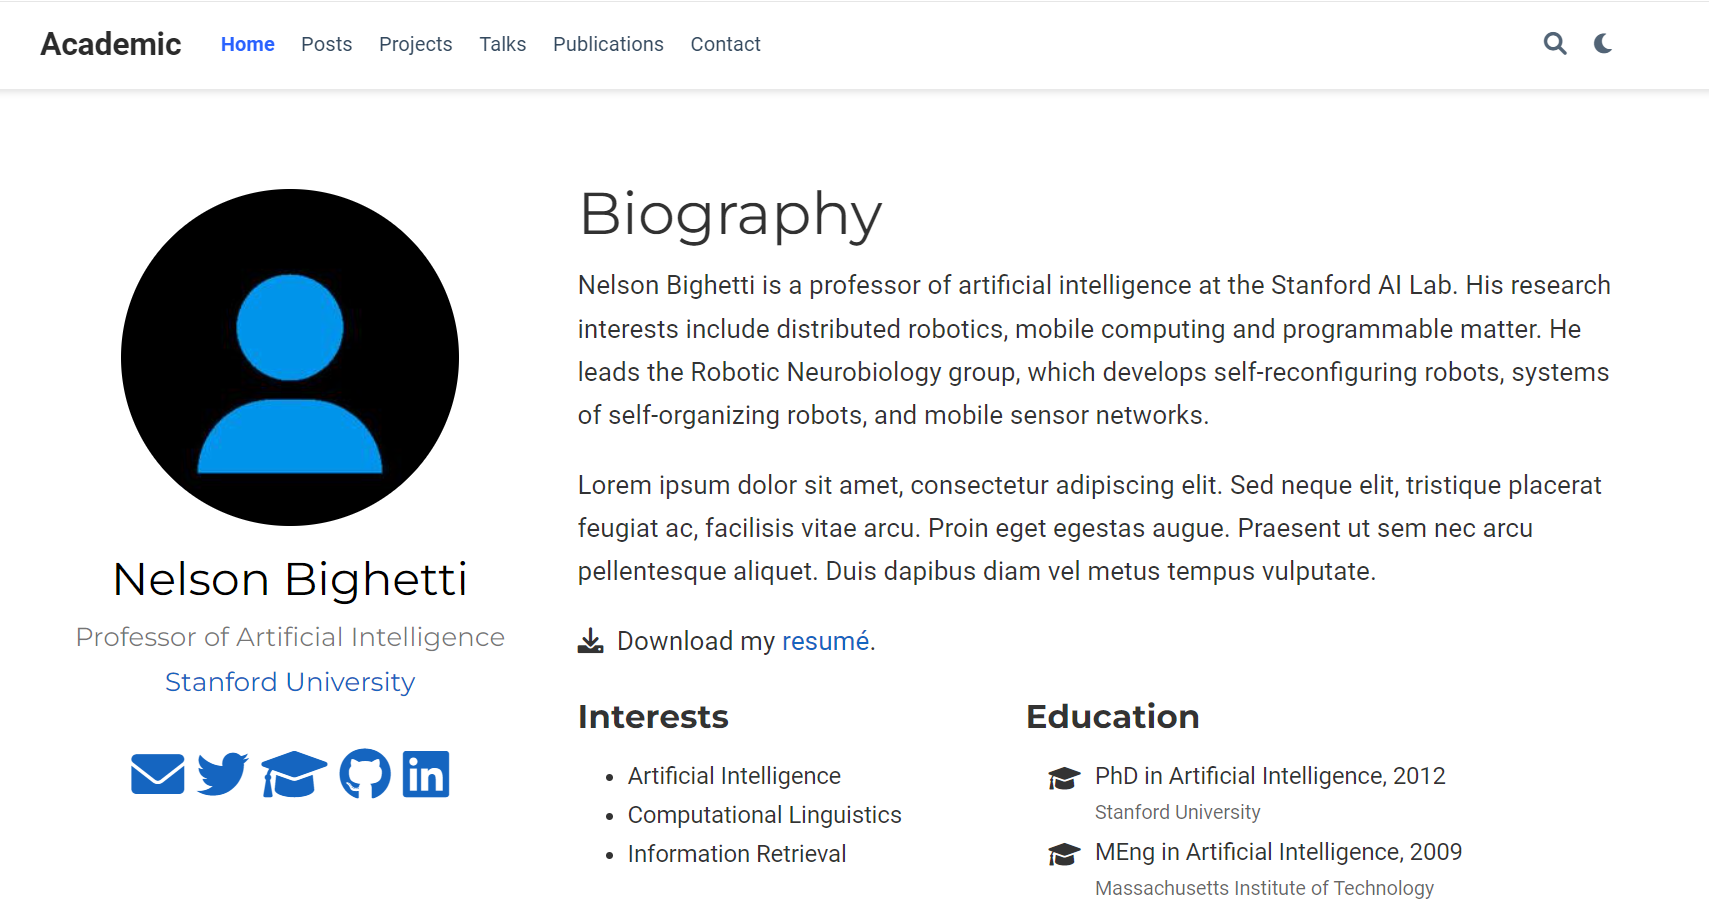 Academic Home Posts Projects Talks Publications Contact
Nelson Bighetti
Professor of Artificial Intelligence
Stanford University
in
Biography
Nelson Bighetti is a professor of artificial intelligence at the Stanford AI Lab. His research
interests include distributed robotics, mobile computing and programmable matter. He
leads the Robotic Neurobiology group, which develops self-reconfiguring robots, systems
of self-organizing robots, and mobile sensor networks.
Lorem ipsum dolor sit amet, consectetur adipiscing elit. Sed neque elit, tristique placerat
feugiat ac, facilisis vitae arcu. Proin eget egestas augue. Praesent ut sem nec arcu
pellentesque aliquet. Duis dapibus diam vel metus tempus vulputate.
Download my resumé.
Interests
Artificial Intelligence
Computational Linguistics
Information Retrieval
Education
PhD in Artificial Intelligence, 2012
Stanford University
MEng in Artificial Intelligence, 2009
Massachusetts Institute of Technology